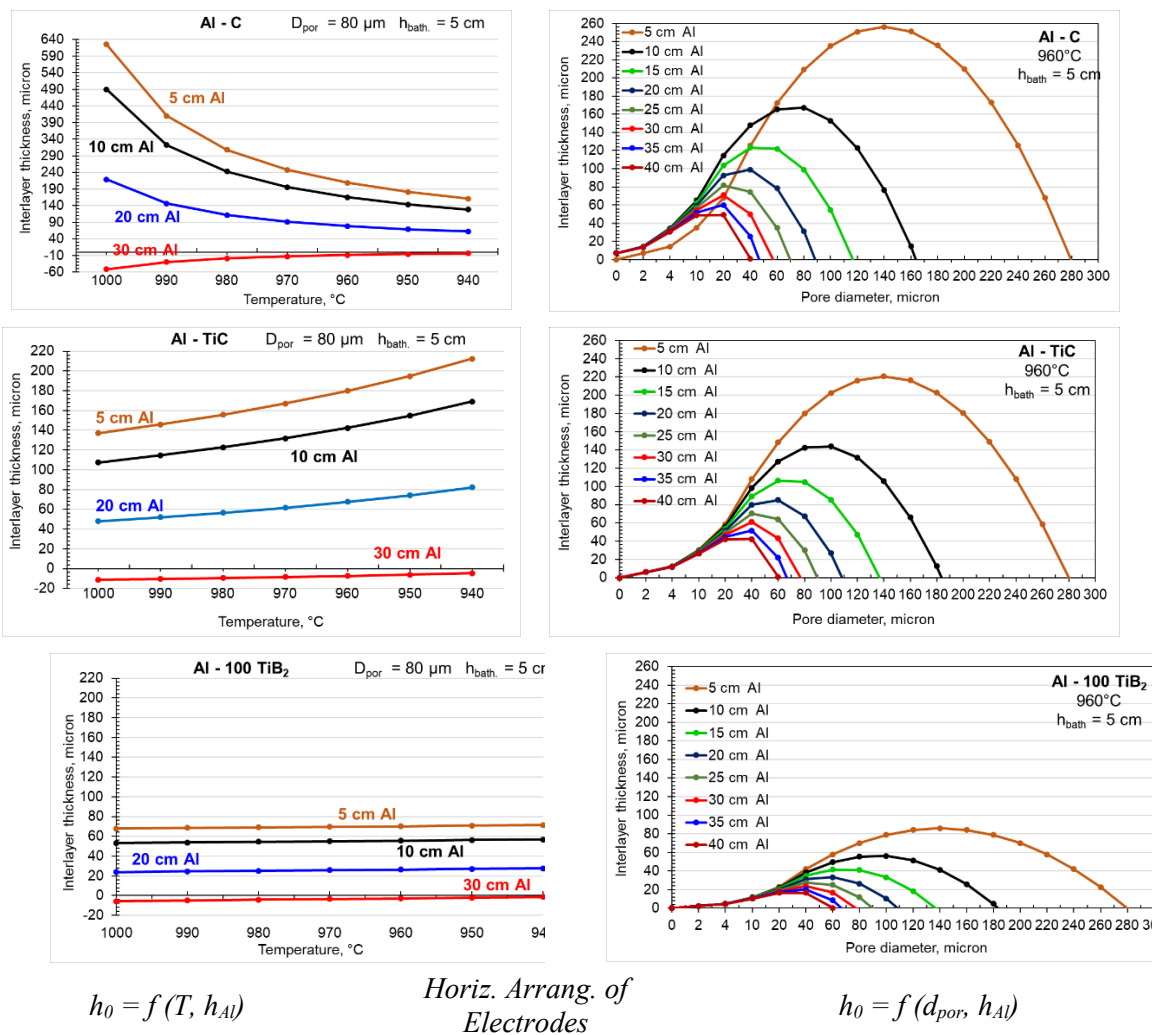 Al - C D_por = 80 µm h_bath. = 5 cm
Interlayer thickness, micron
640
590
540
490
440
390
340
290
240
190
140
90
40
-10
-60
5 cm Al
10 cm Al
20 cm Al
30 cm Al
1000 990 980 970 960 950 940
Temperature, °C
Al - C
960°C
h_bath = 5 cm
Interlayer thickness, micron
260
240
220
200
180
160
140
120
100
80
60
40
20
0
5 cm Al
10 cm Al
15 cm Al
20 cm Al
25 cm Al
30 cm Al
35 cm Al
40 cm Al
0 2 4 10 20 40 60 80 100 120 140 160 180 200 220 240 260 280 300
Pore diameter, micron
Al - TiC D_por = 80 µm h_bath. = 5 cm
Interlayer thickness, micron
220
200
180
160
140
120
100
80
60
40
20
0
-20
5 cm Al
10 cm Al
20 cm Al
30 cm Al
1000 990 980 970 960 950 940
Temperature, °C
Al - TiC
960°C
h_bath = 5 cm
Interlayer thickness, micron
260
240
220
200
180
160
140
120
100
80
60
40
20
0
5 cm Al
10 cm Al
15 cm Al
20 cm Al
25 cm Al
30 cm Al
35 cm Al
40 cm Al
0 2 4 10 20 40 60 80 100 120 140 160 180 200 220 240 260 280 300
Pore diameter, micron
Al - 100 TiB₂ D_por = 80 µm h_bath. = 5 cm
Interlayer thickness, micron
220
200
180
160
140
120
100
80
60
40
20
0
-20
5 cm Al
10 cm Al
20 cm Al
30 cm Al
1000 990 980 970 960 950 94
Temperature, °C
Al - 100 TiB₂
960°C
h_bath = 5 cm
Interlayer thickness, micron
260
240
220
200
180
160
140
120
100
80
60
40
20
0
5 cm Al
10 cm Al
15 cm Al
20 cm Al
25 cm Al
30 cm Al
35 cm Al
40 cm Al
0 2 4 10 20 40 60 80 100 120 140 160 180 200 220 240 260 280 300
Pore diameter, micron
h₀ = f (T, h_Al)
Horiz. Arrang. of
Electrodes
h₀ = f (d_por, h_Al)